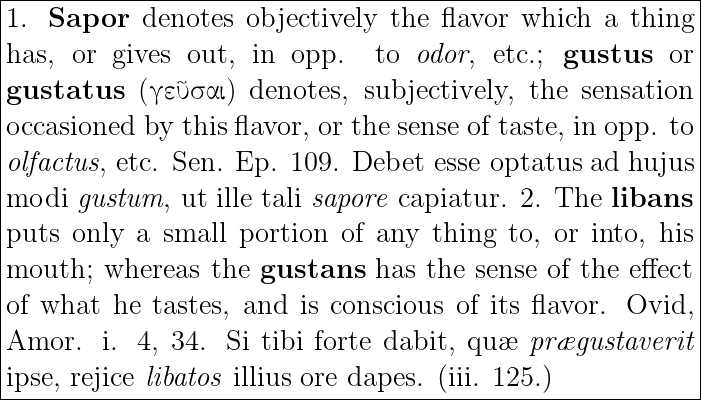 1. Sapor denotes objectively the flavor which a thing
has, or gives out, in opp. to odor, etc.; gustus or
gustatus (γεῦσαι) denotes, subjectively, the sensation
occasioned by this flavor, or the sense of taste, in opp. to
olfactus, etc. Sen. Ep. 109. Debet esse optatus ad hujus
modi gustum, ut ille tali sapore capiatur. 2. The libans
puts only a small portion of any thing to, or into, his
mouth; whereas the gustans has the sense of the effect
of what he tastes, and is conscious of its flavor. Ovid,
Amor. i. 4, 34. Si tibi forte dabit, quæ prægustaverit
ipse, rejice libatos illius ore dapes. (iii. 125.)